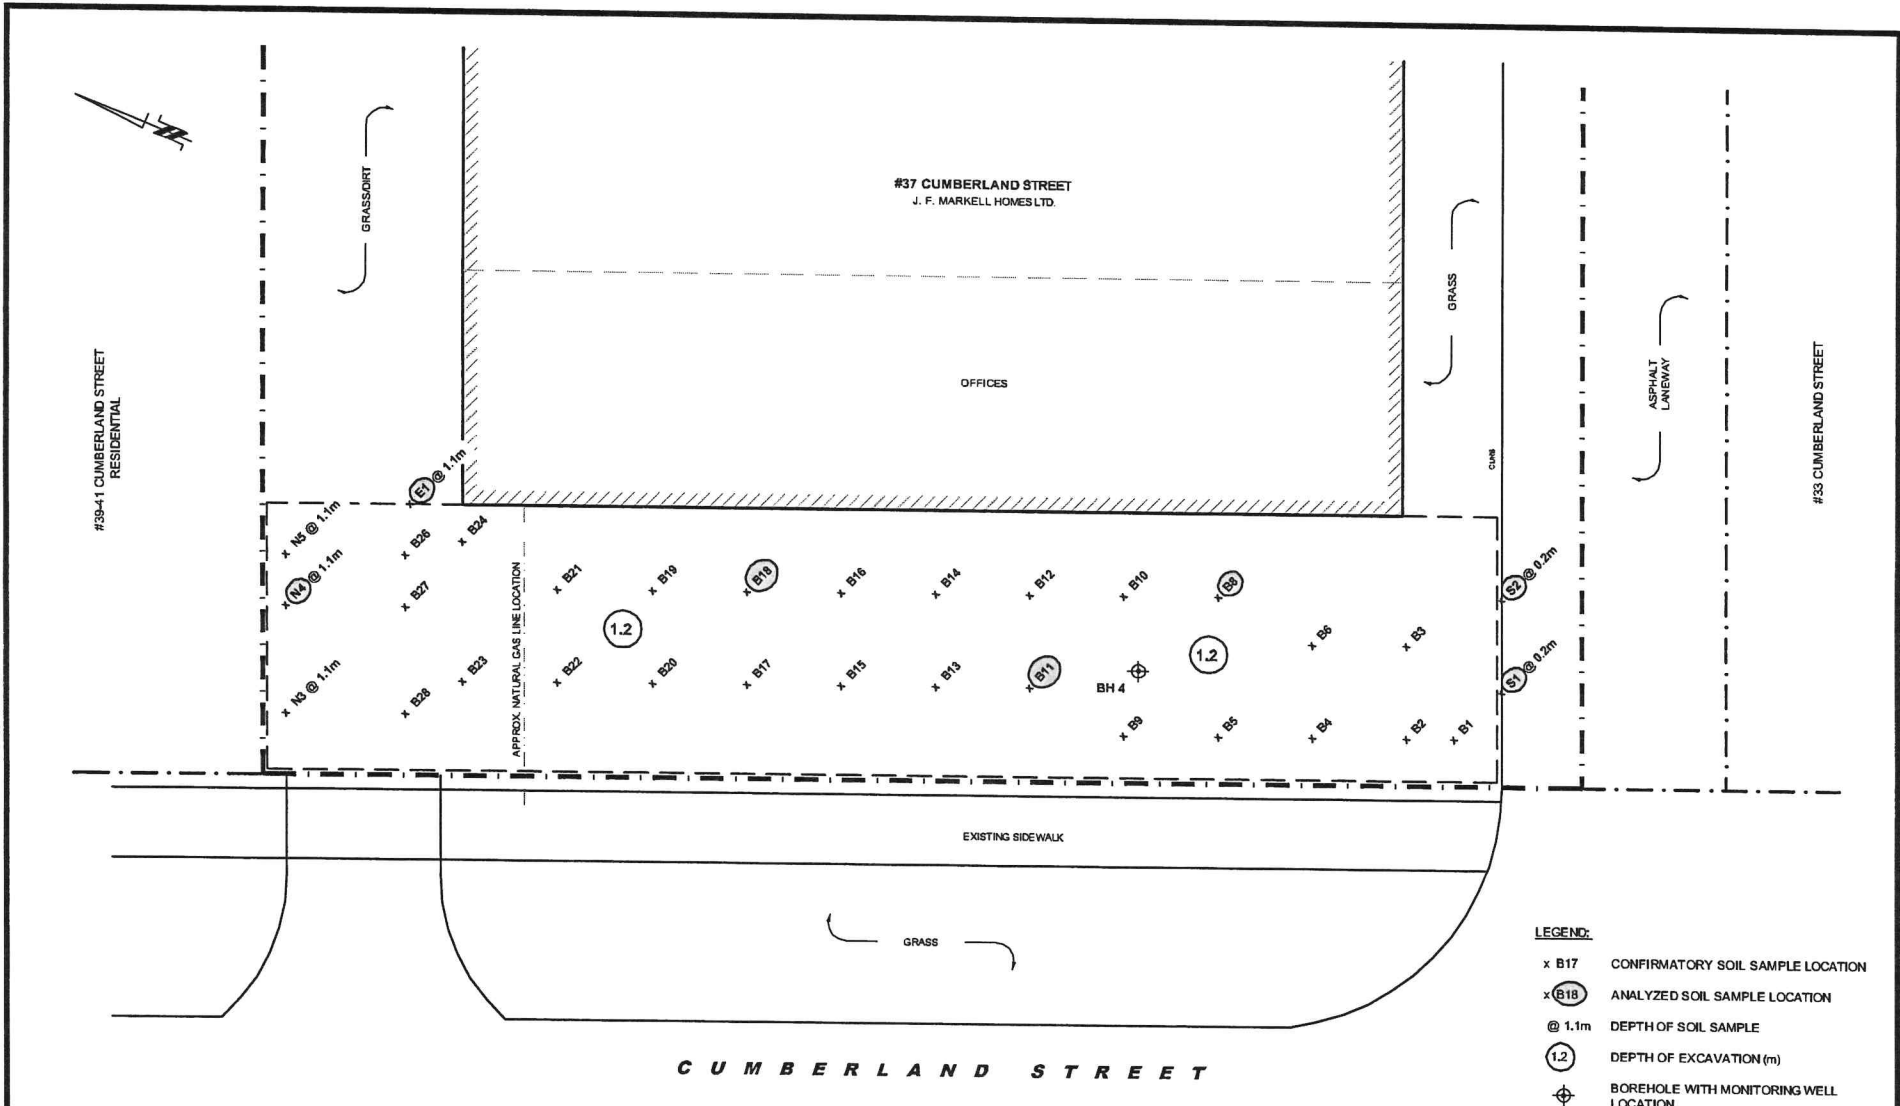 #37 CUMBERLAND STREET
J. F. MARKELL HOMES LTD.
GRASS/DIRT
GRASS
OFFICES
#39-41 CUMBERLAND STREET
RESIDENTIAL
ASPHALT
LANEWAY
#33 CUMBERLAND STREET
E1 @ 1.1m
N5 @ 1.1m
B26
B24
N4 @ 1.1m
B27
B21
B19
B18
B16
B14
B12
B10
B8
S2 @ 0.2m
1.2
B6
B3
1.2
APPROX. NATURAL GAS LINE LOCATION
N3 @ 1.1m
B28
B23
B22
B20
B17
B15
B13
B11
BH 4
S1 @ 0.2m
B9
B5
B4
B2
B1
EXISTING SIDEWALK
GRASS
CUMBERLAND STREET
LEGEND:
x B17 CONFIRMATORY SOIL SAMPLE LOCATION
x B18 ANALYZED SOIL SAMPLE LOCATION
@ 1.1m DEPTH OF SOIL SAMPLE
1.2 DEPTH OF EXCAVATION (m)
BOREHOLE WITH MONITORING WELL
LOCATION